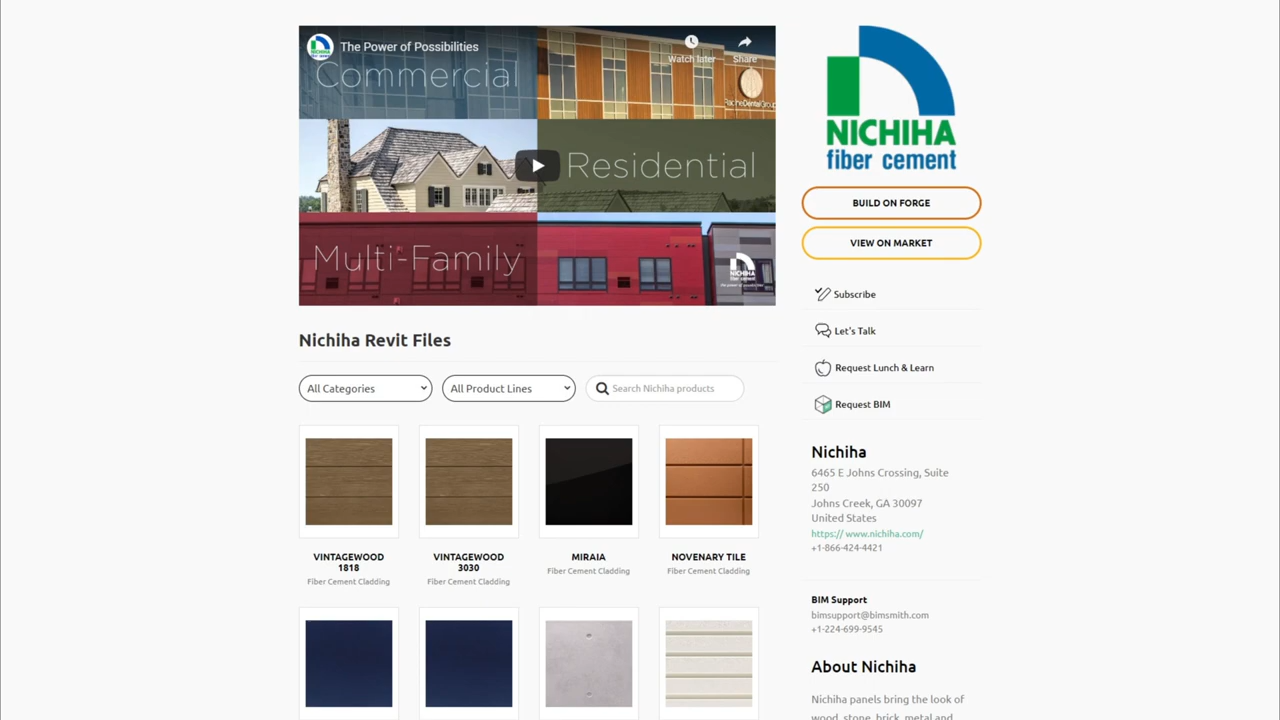 The Power of Possibilities
Watch later
Share
Commercial
Residential
Multi-Family
NICHIHA
fiber cement
BUILD ON FORGE
VIEW ON MARKET
Subscribe
Let's Talk
Request Lunch & Learn
Request BIM
Nichiha Revit Files
All Categories
All Product Lines
Search Nichiha products
VINTAGEWOOD
1818
Fiber Cement Cladding
VINTAGEWOOD
3030
Fiber Cement Cladding
MIRAIA
Fiber Cement Cladding
NOVENARY TILE
Fiber Cement Cladding
Nichiha
6465 E Johns Crossing, Suite
250
Johns Creek, GA 30097
United States
https:// www.nichiha.com/
+1-866-424-4421
BIM Support
bimsupport@bimsmith.com
+1-224-699-9545
About Nichiha
Nichiha panels bring the look of
wood, stone, brick, metal and